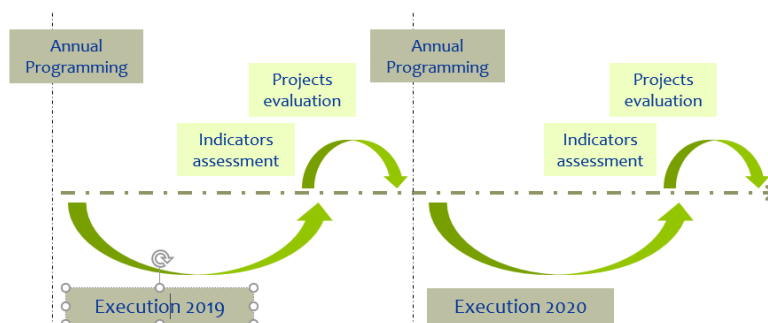 Annual
Programming
Annual
Programming
Projects
evaluation
Projects
evaluation
Indicators
assessment
Indicators
assessment
Execution 2019
Execution 2020